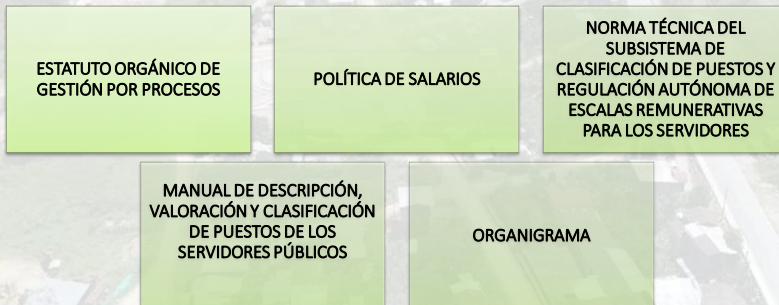 ESTATUTO ORGÁNICO DE
GESTIÓN POR PROCESOS
POLÍTICA DE SALARIOS
NORMA TÉCNICA DEL
SUBSISTEMA DE
CLASIFICACIÓN DE PUESTOS Y
REGULACIÓN AUTÓNOMA DE
ESCALAS REMUNERATIVAS
PARA LOS SERVIDORES
MANUAL DE DESCRIPCIÓN,
VALORACIÓN Y CLASIFICACIÓN
DE PUESTOS DE LOS
SERVIDORES PÚBLICOS
ORGANIGRAMA